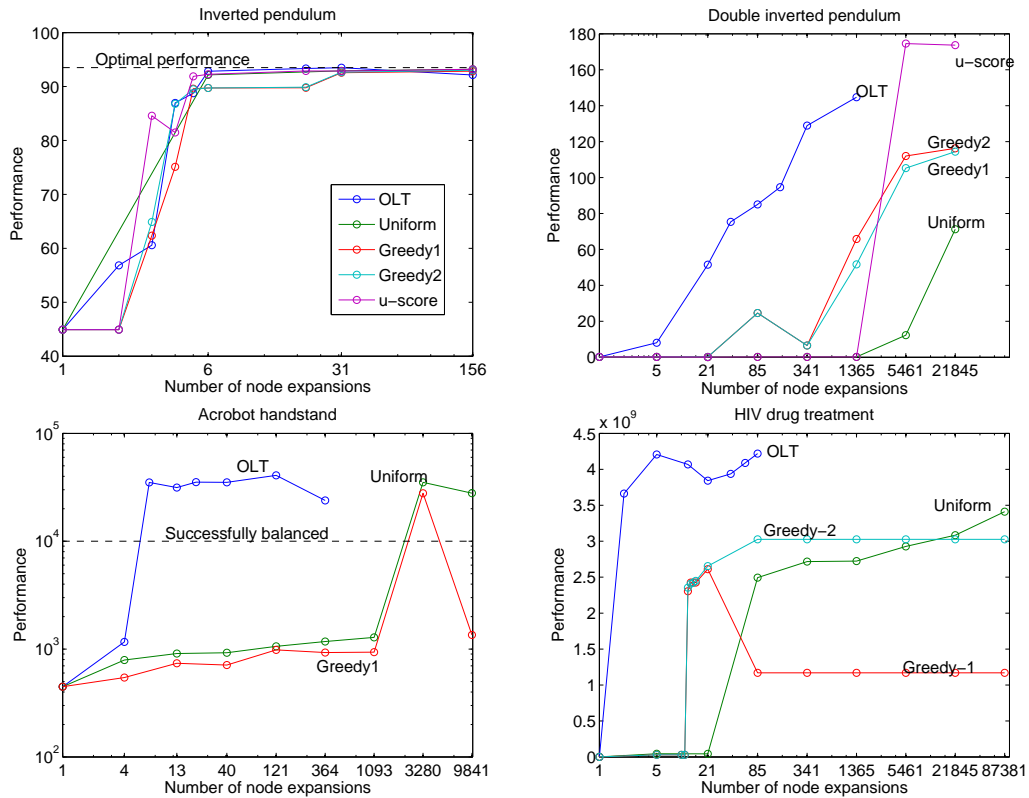 Inverted pendulum
100
90
80
70
60
50
40
Performance
Optimal performance
OLT
Uniform
Greedy1
Greedy2
u−score
1
6
31
156
Number of node expansions
Double inverted pendulum
180
160
140
120
100
80
60
40
20
0
Performance
OLT
u−score
Greedy2
Greedy1
Uniform
5
21
85
341
1365
5461
21845
Number of node expansions
Acrobot handstand
10^5
10^4
10^3
10^2
Performance
OLT
Uniform
Successfully balanced
Greedy1
1
4
13
40
121
364
1093
3280
9841
Number of node expansions
HIV drug treatment
x 10^9
4.5
4
3.5
3
2.5
2
1.5
1
0.5
0
Performance
OLT
Uniform
Greedy−2
Greedy−1
1
5
21
85
341
1365
5461
21845
87381
Number of node expansions